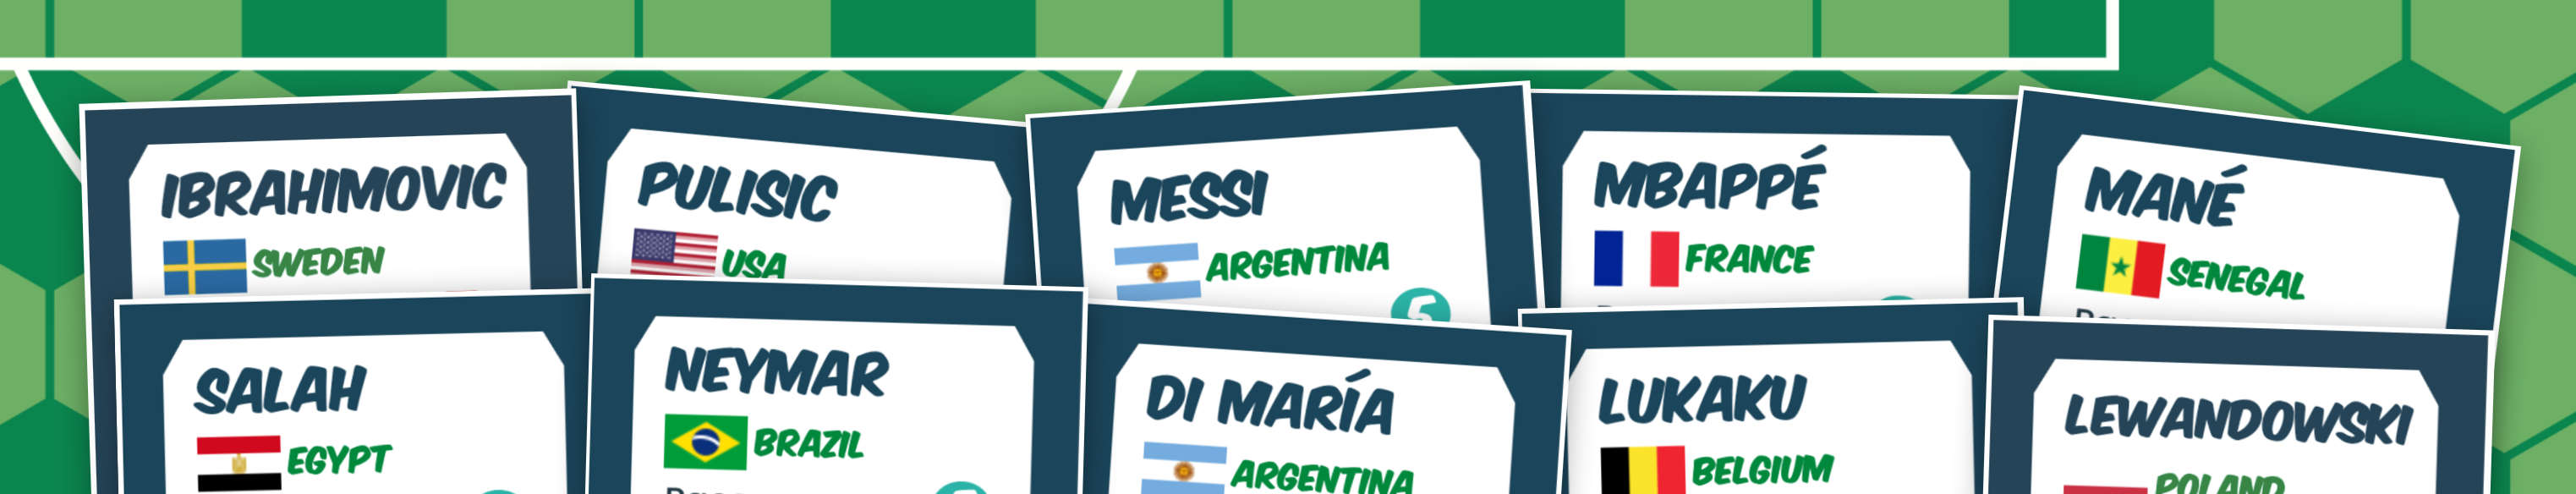 IBRAHIMOVIC
SWEDEN
PULISIC
USA
MESSI
ARGENTINA
5
MBAPPÉ
FRANCE
MANÉ
SENEGAL
SALAH
EGYPT
NEYMAR
BRAZIL
DI MARÍA
ARGENTINA
LUKAKU
BELGIUM
LEWANDOWSKI
POLAND